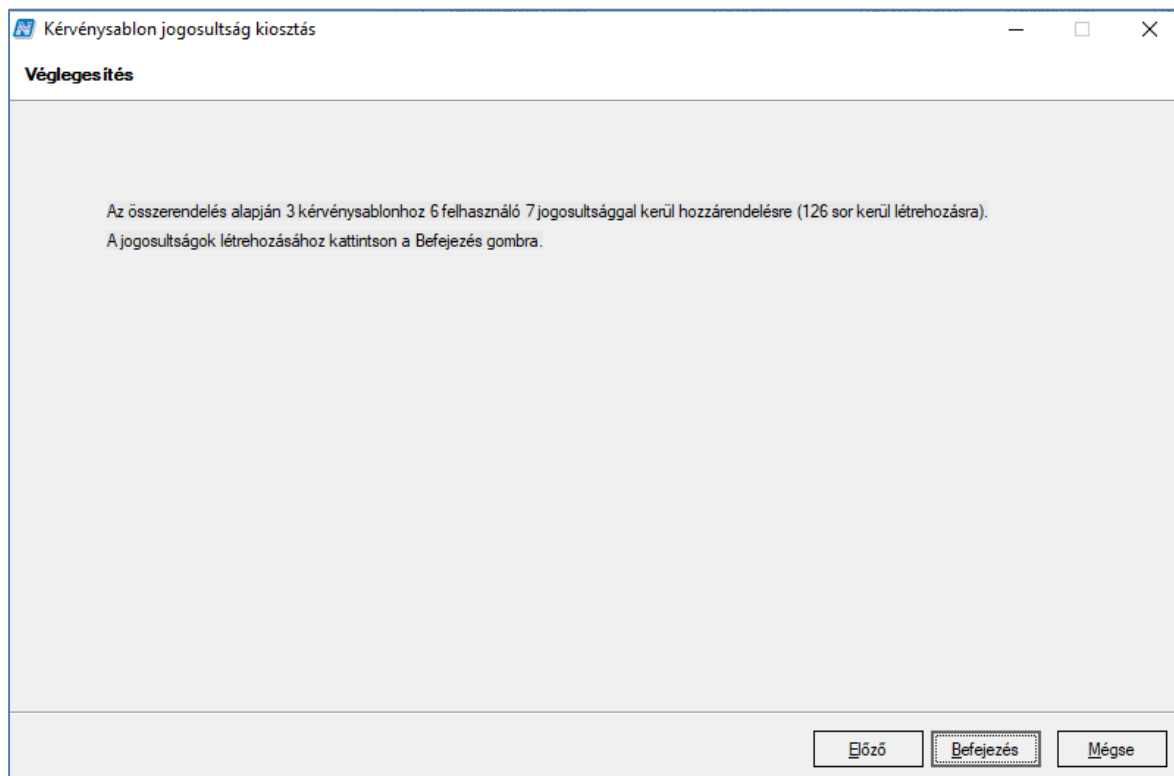 Kérvénysablon jogosultság kiosztás
Véglegesítés
Az összerendelés alapján 3 kérvénysablonhoz 6 felhasználó 7 jogosultsággal kerül hozzárendelésre (126 sor kerül létrehozásra).
A jogosultságok létrehozásához kattintson a Befejezés gombra.
Előző
Befejezés
Mégse